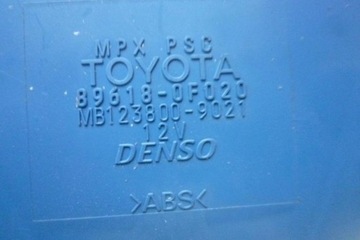 MPX PSC
TOYOTA
89618-0F020
MB123800-9021
12V
DENSO
>ABS<